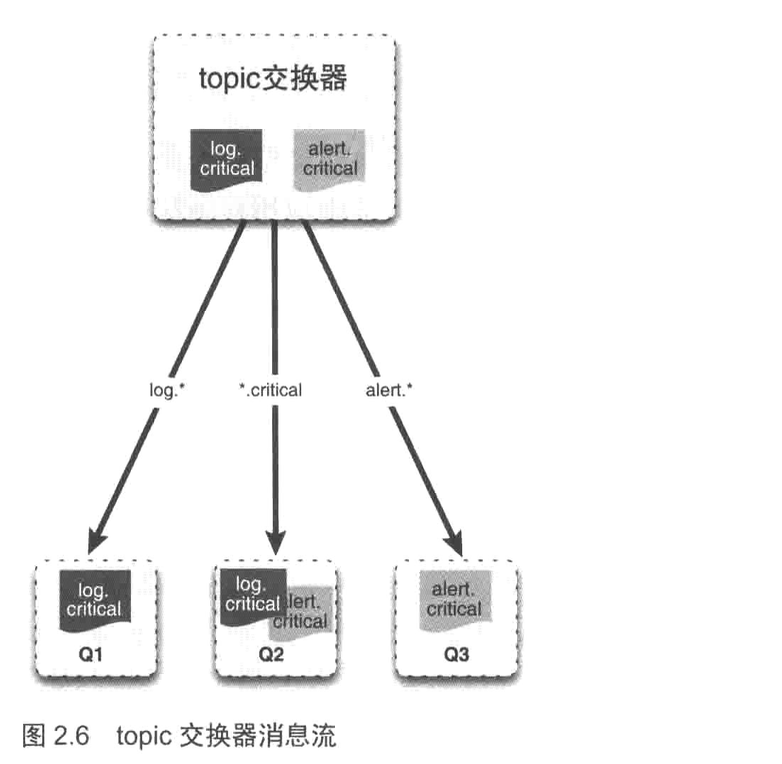 topic交换器
log.
critical
alert.
critical
log.*
*.critical
alert.*
log.
critical
Q1
log.
critical
alert.
critical
Q2
alert.
critical
Q3
图 2.6 topic 交换器消息流